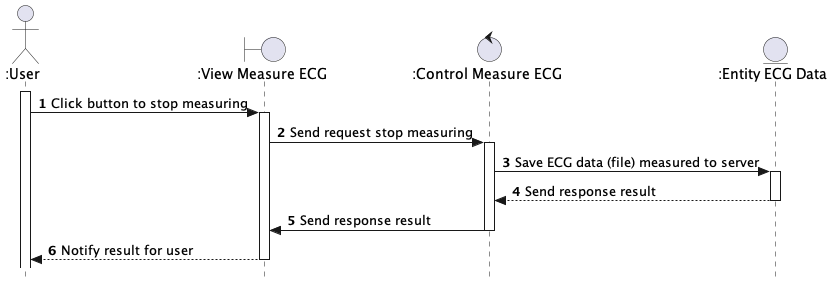 :User
:View Measure ECG
:Control Measure ECG
:Entity ECG Data
1 Click button to stop measuring
2 Send request stop measuring
3 Save ECG data (file) measured to server
4 Send response result
5 Send response result
6 Notify result for user